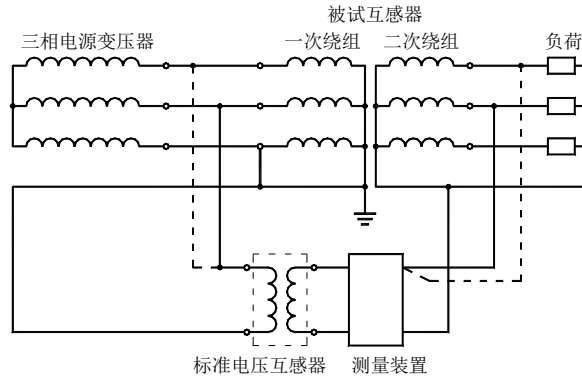 被试互感器
三相电源变压器 一次绕组 二次绕组 负荷
标准电压互感器 测量装置